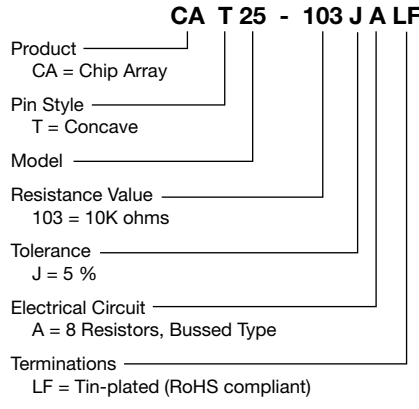 CA T 25 - 103 J A LF
Product
CA = Chip Array
Pin Style
T = Concave
Model
Resistance Value
103 = 10K ohms
Tolerance
J = 5 %
Electrical Circuit
A = 8 Resistors, Bussed Type
Terminations
LF = Tin-plated (RoHS compliant)